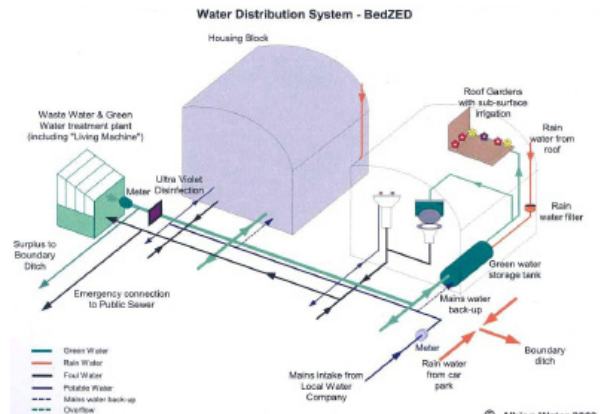 Water Distribution System - BedZED
Housing Block
Waste Water & Green
Water treatment plant
(including "Living Machine")
Roof Gardens
with sub-surface
irrigation
Rain
water from
roof
Meter
Ultra Violet
Disinfection
Rain
water filter
Surplus to
Boundary
Ditch
Green water
storage tank
Emergency connection
to Public Sewer
Mains water
back-up
Meter
Boundary
ditch
Rain water
from car
park
Mains Intake from
Local Water
Company
Green Water
Rain Water
Foul Water
Potable Water
Mains water back-up
Overflow